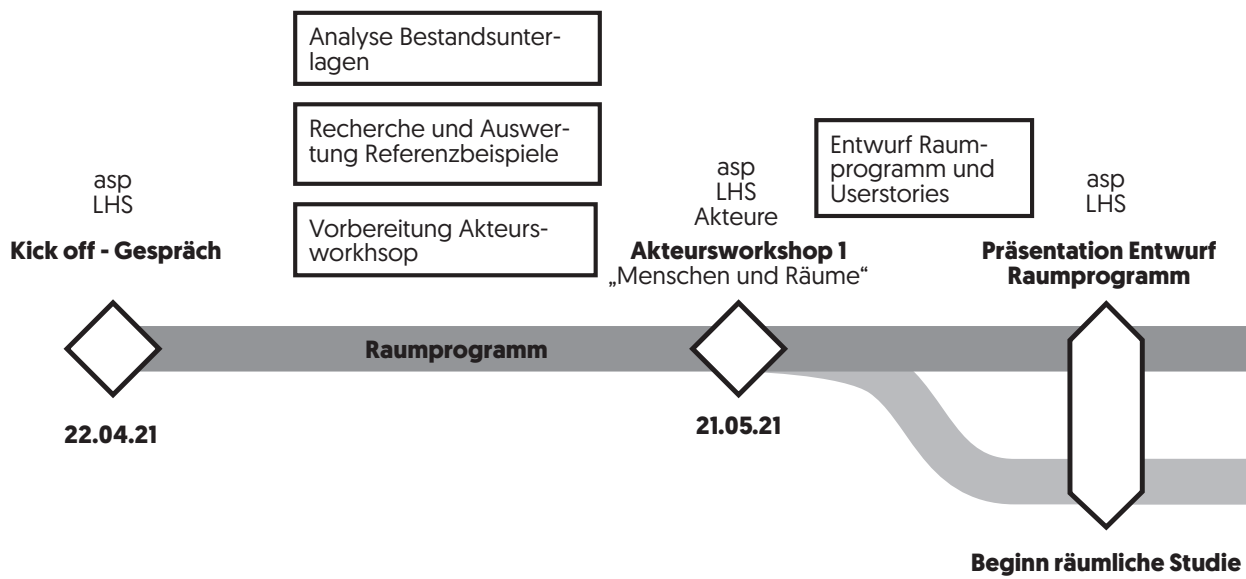 Analyse Bestandsunter-
lagen
Recherche und Auswer-
tung Referenzbeispiele
Vorbereitung Akteurs-
workhsop
asp
LHS
Kick off - Gespräch
asp
LHS
Akteure
Akteursworkshop 1
„Menschen und Räume“
Entwurf Raum-
programm und
Userstories
asp
LHS
Präsentation Entwurf
Raumprogramm
Raumprogramm
22.04.21
21.05.21
Beginn räumliche Studie